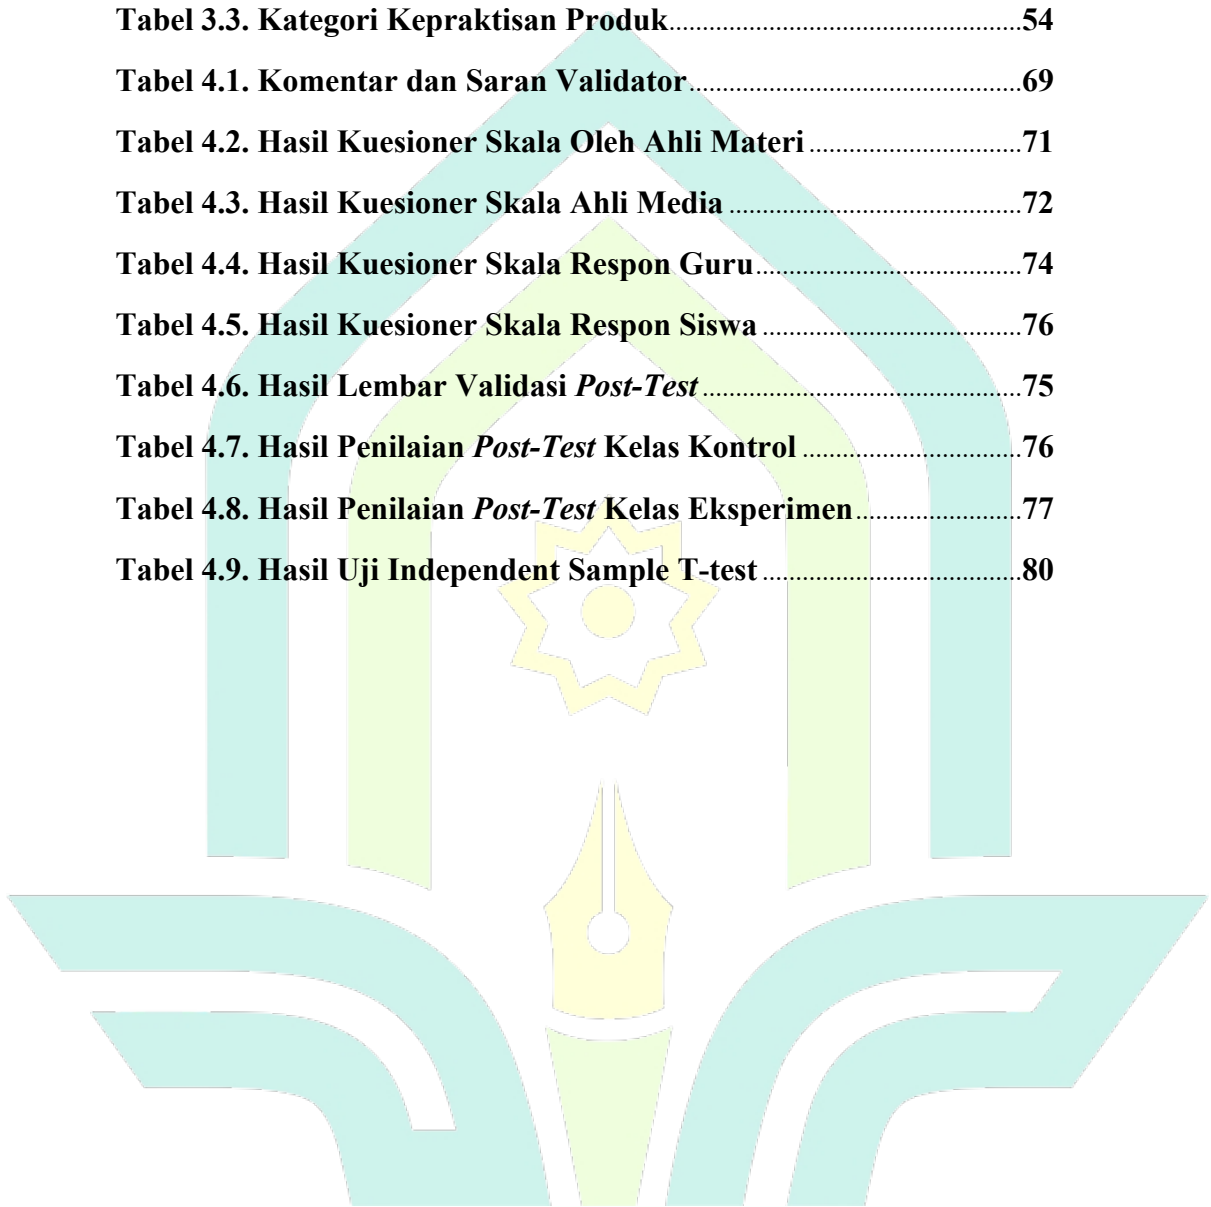 Tabel 3.3. Kategori Kepraktisan Produk........................................................54
Tabel 4.1. Komentar dan Saran Validator........................................................69
Tabel 4.2. Hasil Kuesioner Skala Oleh Ahli Materi........................................................71
Tabel 4.3. Hasil Kuesioner Skala Ahli Media........................................................72
Tabel 4.4. Hasil Kuesioner Skala Respon Guru........................................................74
Tabel 4.5. Hasil Kuesioner Skala Respon Siswa........................................................76
Tabel 4.6. Hasil Lembar Validasi Post-Test........................................................75
Tabel 4.7. Hasil Penilaian Post-Test Kelas Kontrol........................................................76
Tabel 4.8. Hasil Penilaian Post-Test Kelas Eksperimen........................................................77
Tabel 4.9. Hasil Uji Independent Sample T-test........................................................80